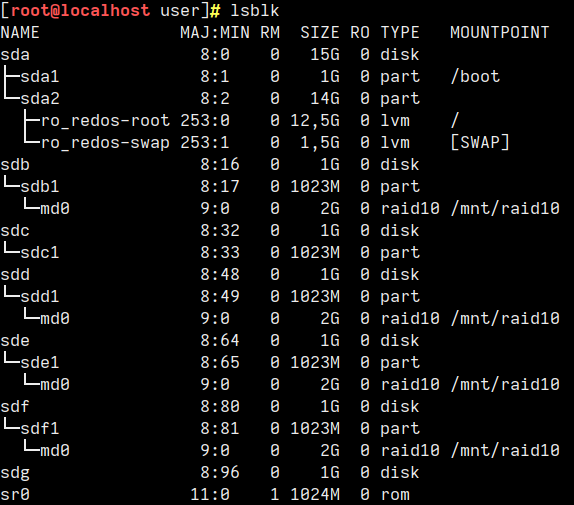 [root@localhost user]# lsblk
NAME              MAJ:MIN RM  SIZE RO TYPE   MOUNTPOINT
sda                 8:0    0   15G  0 disk
├─sda1              8:1    0    1G  0 part   /boot
└─sda2              8:2    0   14G  0 part
  ├─ro_redos-root 253:0    0 12,5G  0 lvm    /
  └─ro_redos-swap 253:1    0  1,5G  0 lvm    [SWAP]
sdb                 8:16   0    1G  0 disk
└─sdb1              8:17   0 1023M  0 part
  └─md0             9:0    0    2G  0 raid10 /mnt/raid10
sdc                 8:32   0    1G  0 disk
└─sdc1              8:33   0 1023M  0 part
sdd                 8:48   0    1G  0 disk
└─sdd1              8:49   0 1023M  0 part
  └─md0             9:0    0    2G  0 raid10 /mnt/raid10
sde                 8:64   0    1G  0 disk
└─sde1              8:65   0 1023M  0 part
  └─md0             9:0    0    2G  0 raid10 /mnt/raid10
sdf                 8:80   0    1G  0 disk
└─sdf1              8:81   0 1023M  0 part
  └─md0             9:0    0    2G  0 raid10 /mnt/raid10
sdg                 8:96   0    1G  0 disk
sr0                11:0    1 1024M  0 rom